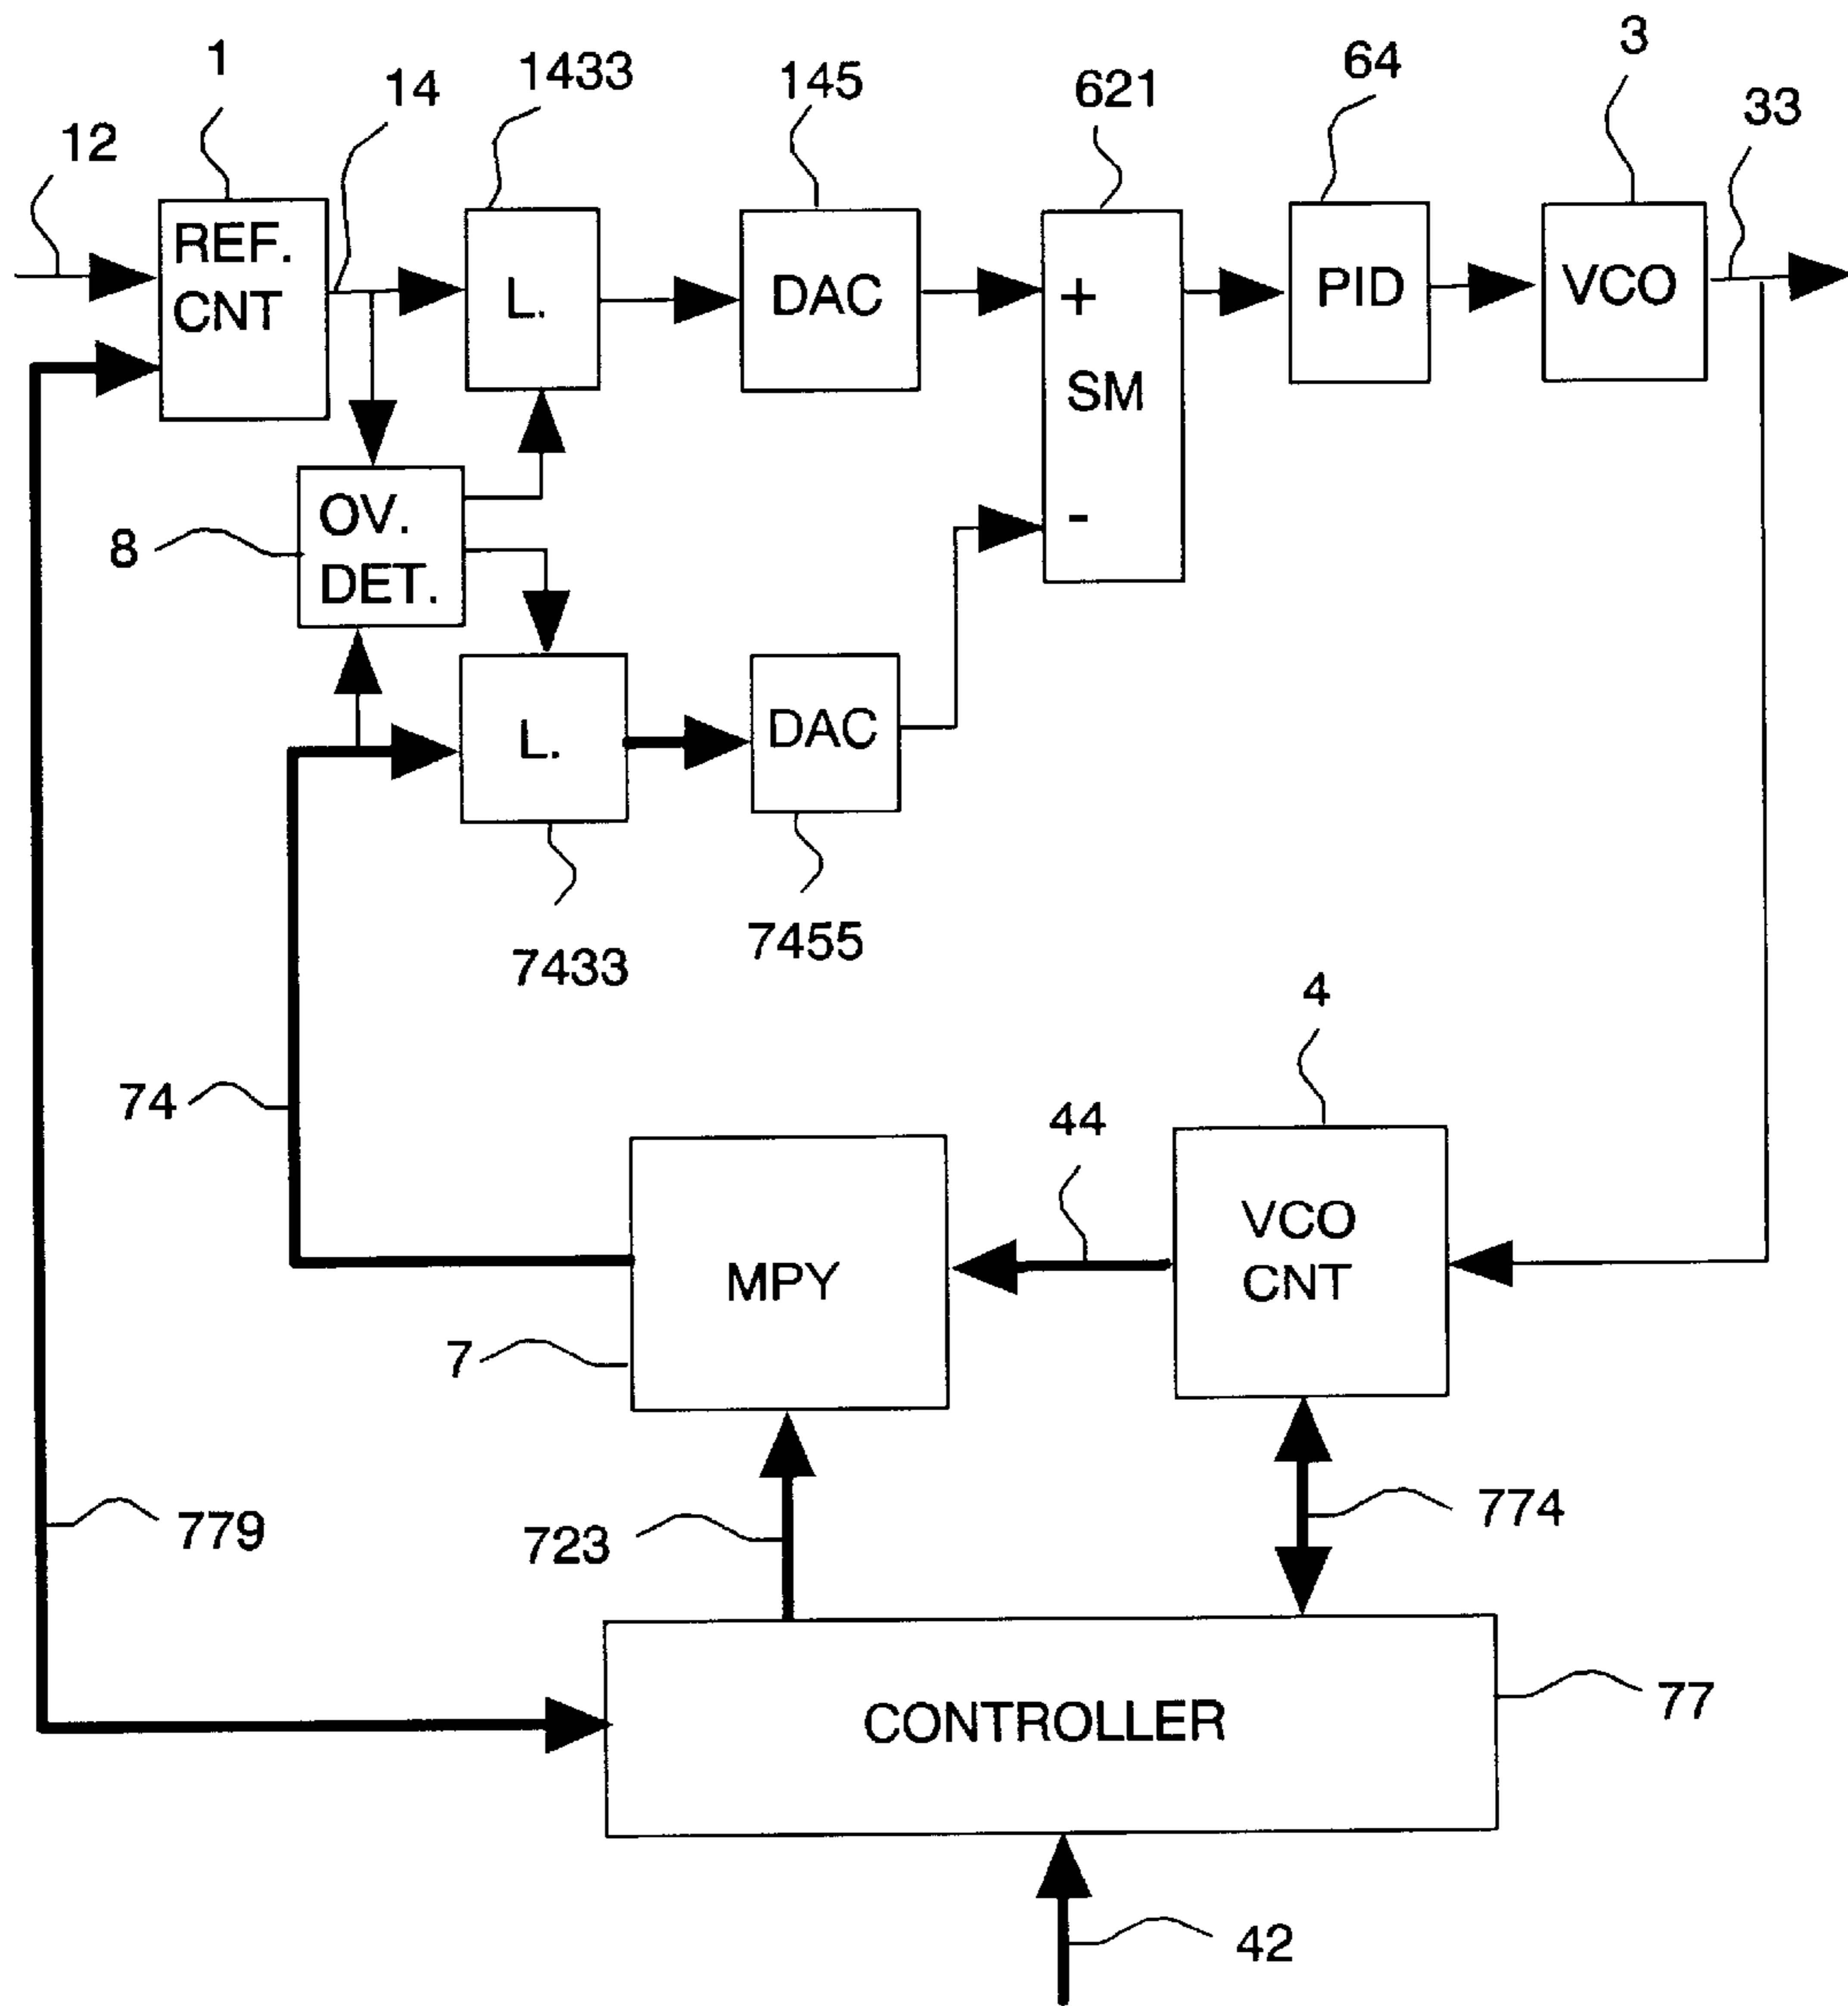 1
14
1433
145
621
64
3
33
12
REF.
CNT
L.
DAC
+
SM
-
PID
VCO
OV.
DET.
8
L.
DAC
7433
7455
74
4
44
VCO
CNT
MPY
7
779
723
774
CONTROLLER
77
42